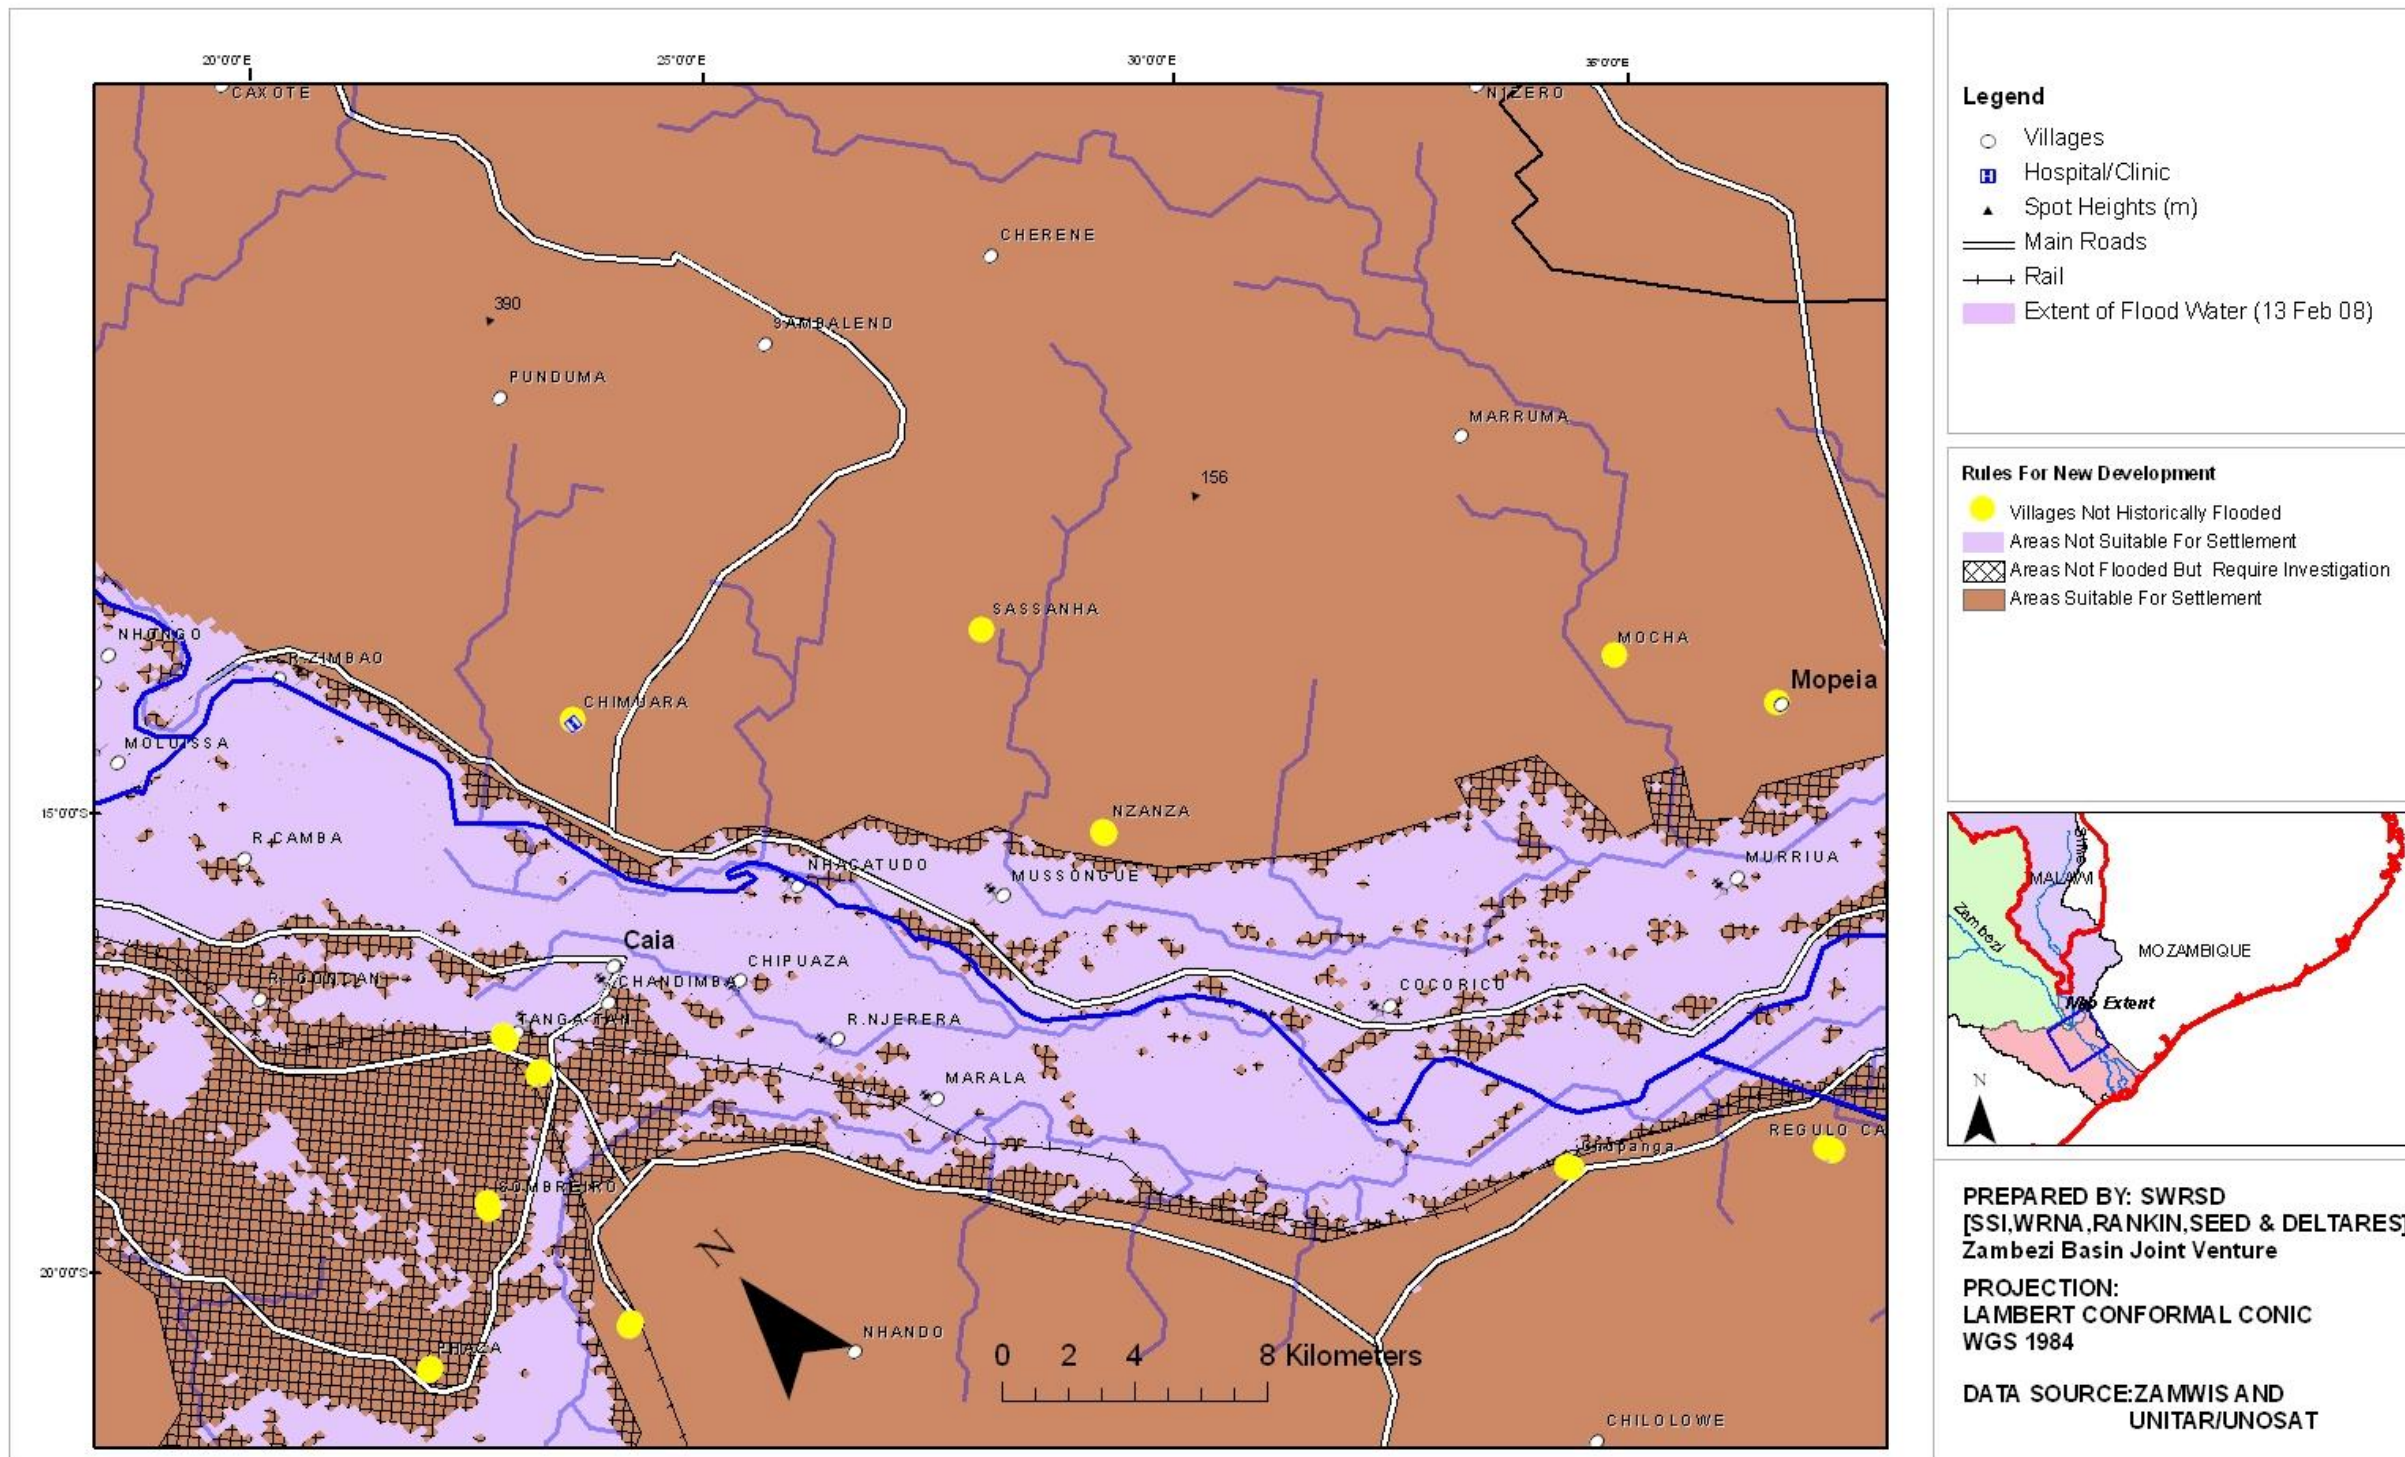 20°0'0"E
25°0'0"E
30°0'0"E
35°0'0"E
CAXOTE
NIZERO
CHERENE
390
SAMBALEND
PUNDUMA
MARRUMA
156
SASSANHA
NHONGO
MOCHA
R.ZIMBAO
Mopeia
CHIMUARA
MOLUISSA
15°0'0"S
NZANZA
R.CAMBA
NHACATUDO
MURRIUA
MUSSONGUE
Caia
CHIPUAZA
CHANDIMBA
COCORICO
TANGA-TAN
R.NJERERA
MARALA
REGULO CA
Chupanga
SOMBREIRO
N
20°0'0"S
NHANDO
PHAZA
0 2 4 8 Kilometers
CHILOLOWE
Legend
Villages
Hospital/Clinic
Spot Heights (m)
Main Roads
Rail
Extent of Flood Water (13 Feb 08)
Rules For New Development
Villages Not Historically Flooded
Areas Not Suitable For Settlement
Areas Not Flooded But Require Investigation
Areas Suitable For Settlement
Shire
MALAWI
Zambezi
MOZAMBIQUE
Map Extent
N
PREPARED BY: SWRSD
[SSI,WRNA,RANKIN,SEED & DELTARES]
Zambezi Basin Joint Venture
PROJECTION:
LAMBERT CONFORMAL CONIC
WGS 1984
DATA SOURCE:ZAMWIS AND
UNITAR/UNOSAT